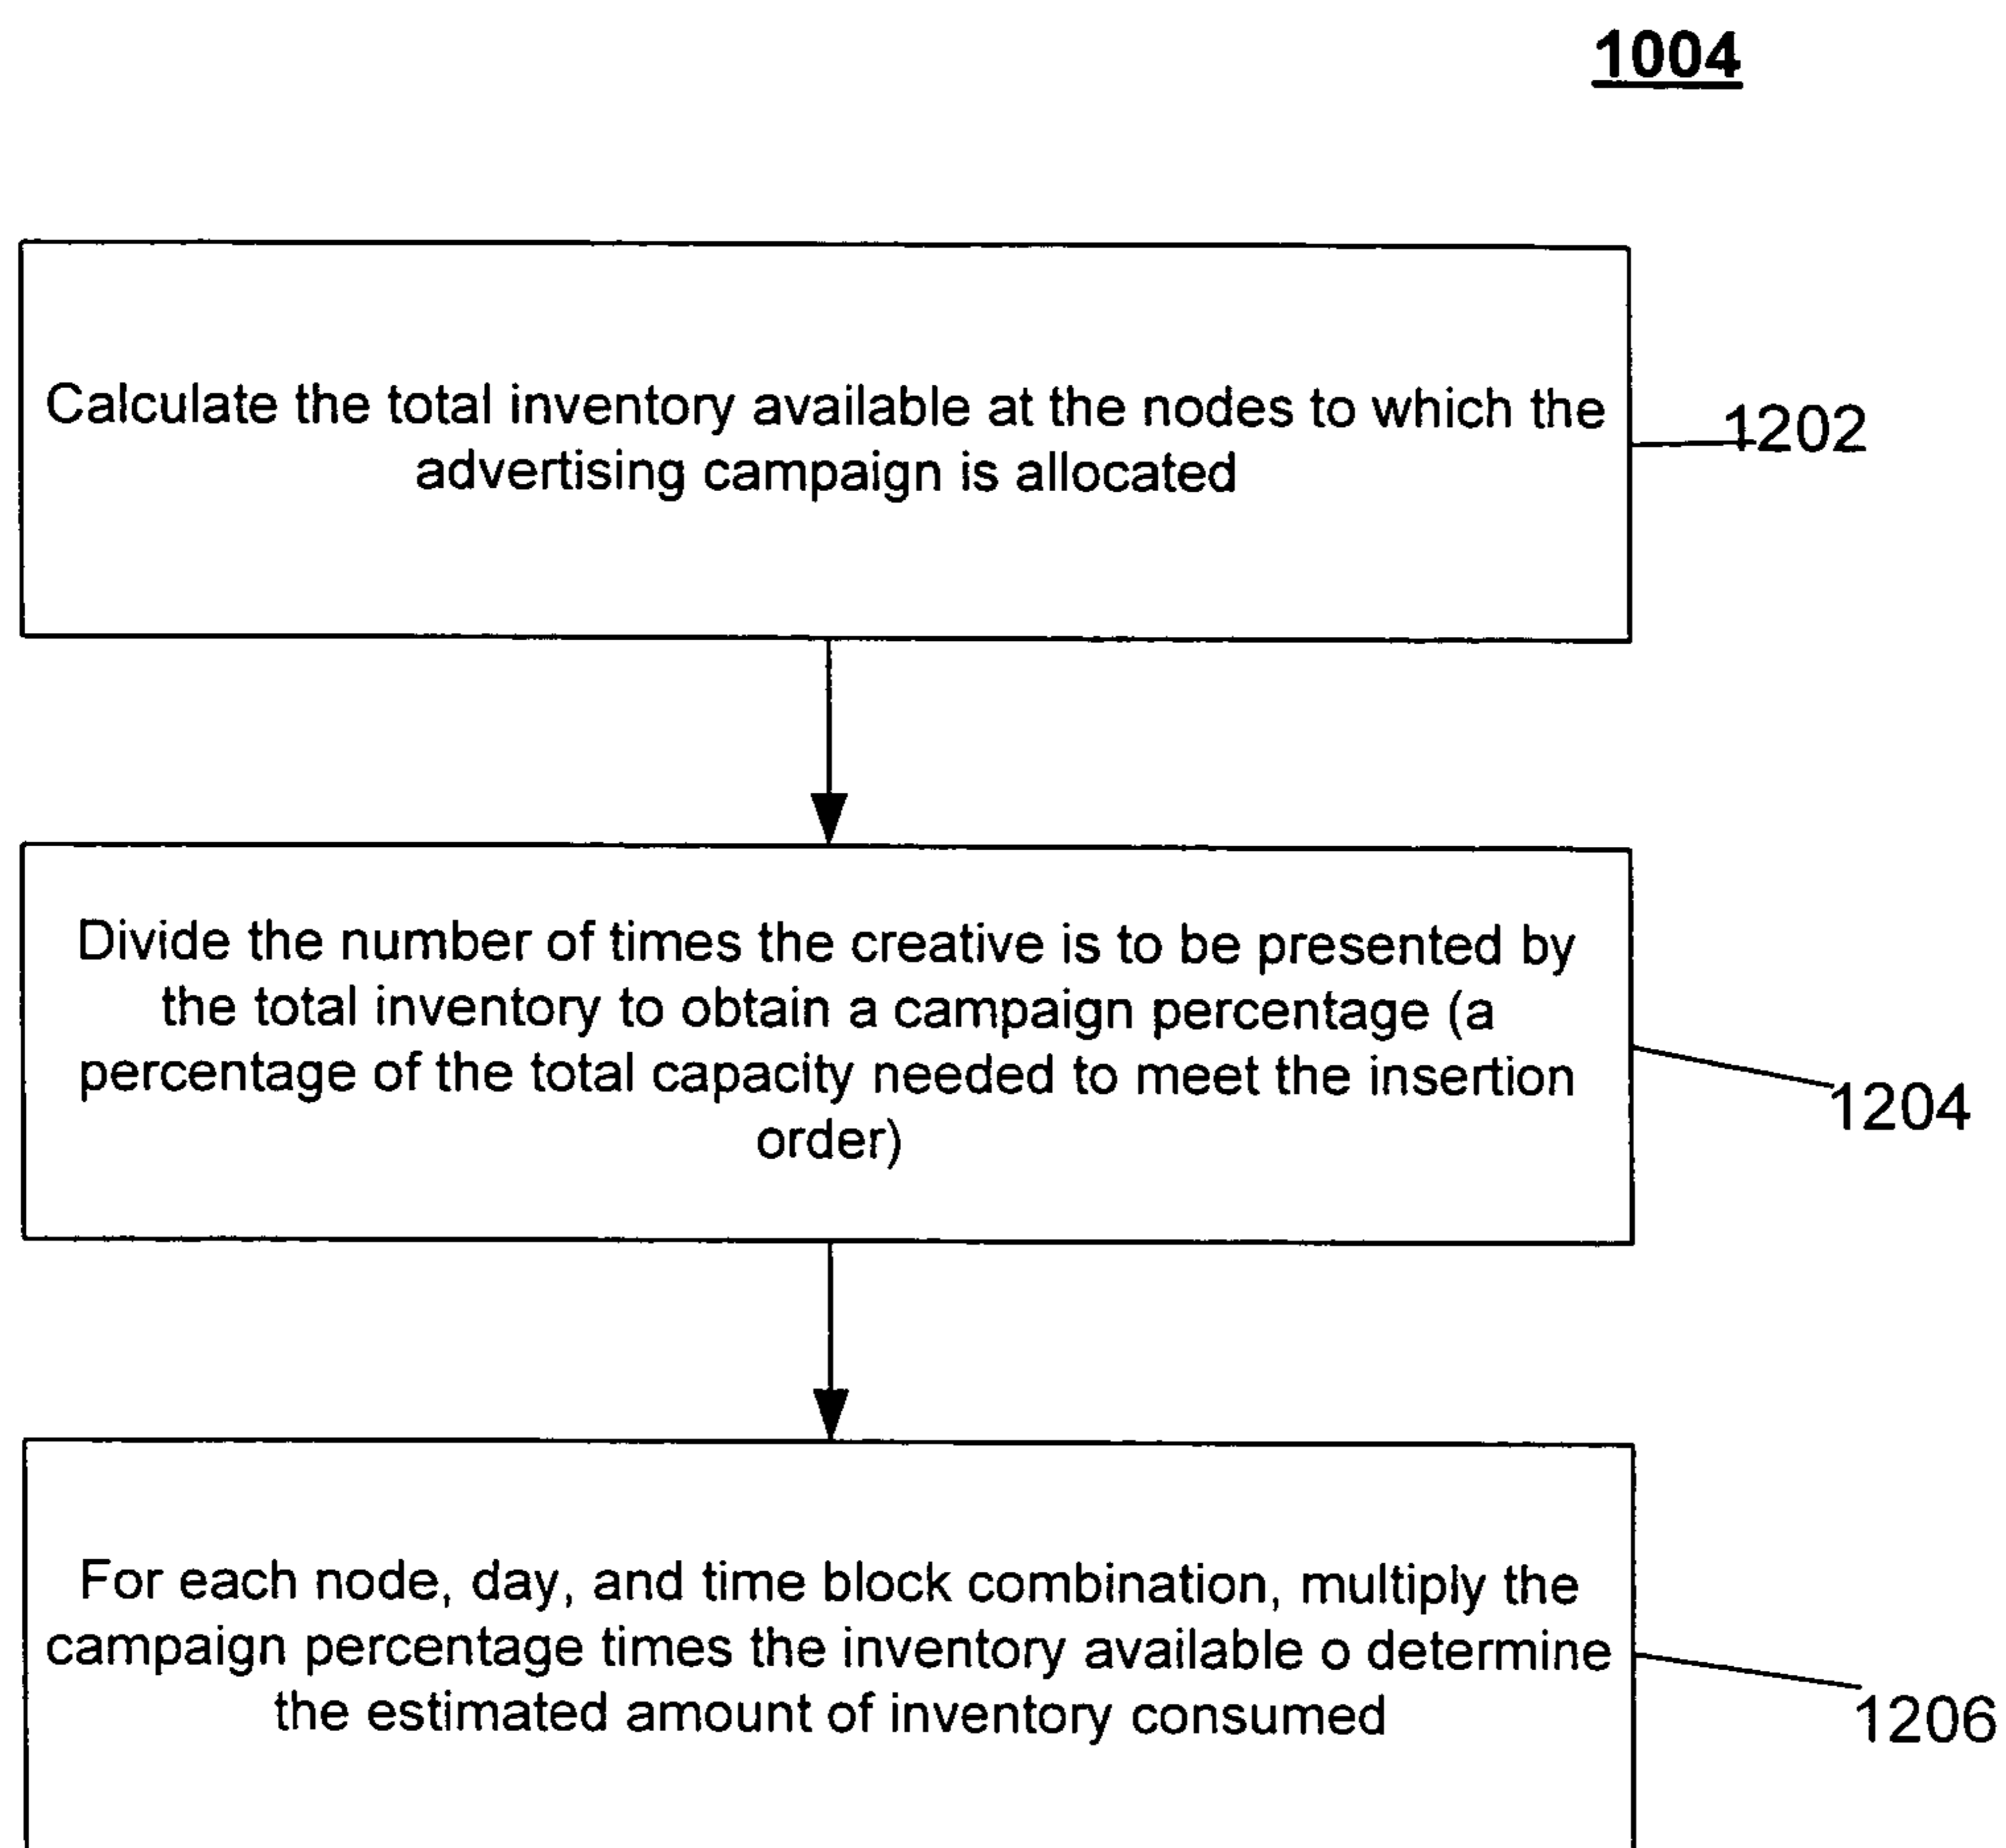 1004
Calculate the total inventory available at the nodes to which the
advertising campaign is allocated
1202
Divide the number of times the creative is to be presented by
the total inventory to obtain a campaign percentage (a
percentage of the total capacity needed to meet the insertion
order)
1204
For each node, day, and time block combination, multiply the
campaign percentage times the inventory available o determine
the estimated amount of inventory consumed
1206